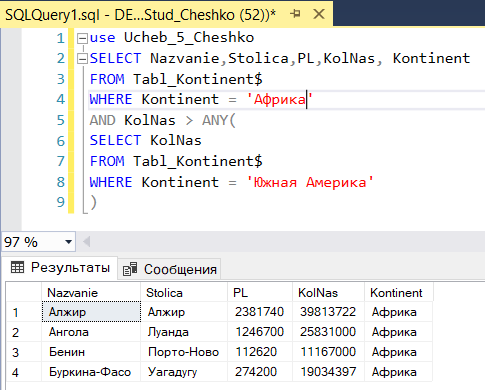 SQLQuery1.sql - DE...Stud_Cheshko (52))*
1 use Ucheb_5_Cheshko
2 SELECT Nazvanie,Stolica,PL,KolNas, Kontinent
3 FROM Tabl_Kontinent$
4 WHERE Kontinent = 'Африка'
5 AND KolNas > ANY(
6 SELECT KolNas
7 FROM Tabl_Kontinent$
8 WHERE Kontinent = 'Южная Америка'
9 )
97 %
Результаты Сообщения
Nazvanie Stolica PL KolNas Kontinent
1 Алжир Алжир 2381740 39813722 Африка
2 Ангола Луанда 1246700 25831000 Африка
3 Бенин Порто-Ново 112620 11167000 Африка
4 Буркина-Фасо Уагадугу 274200 19034397 Африка